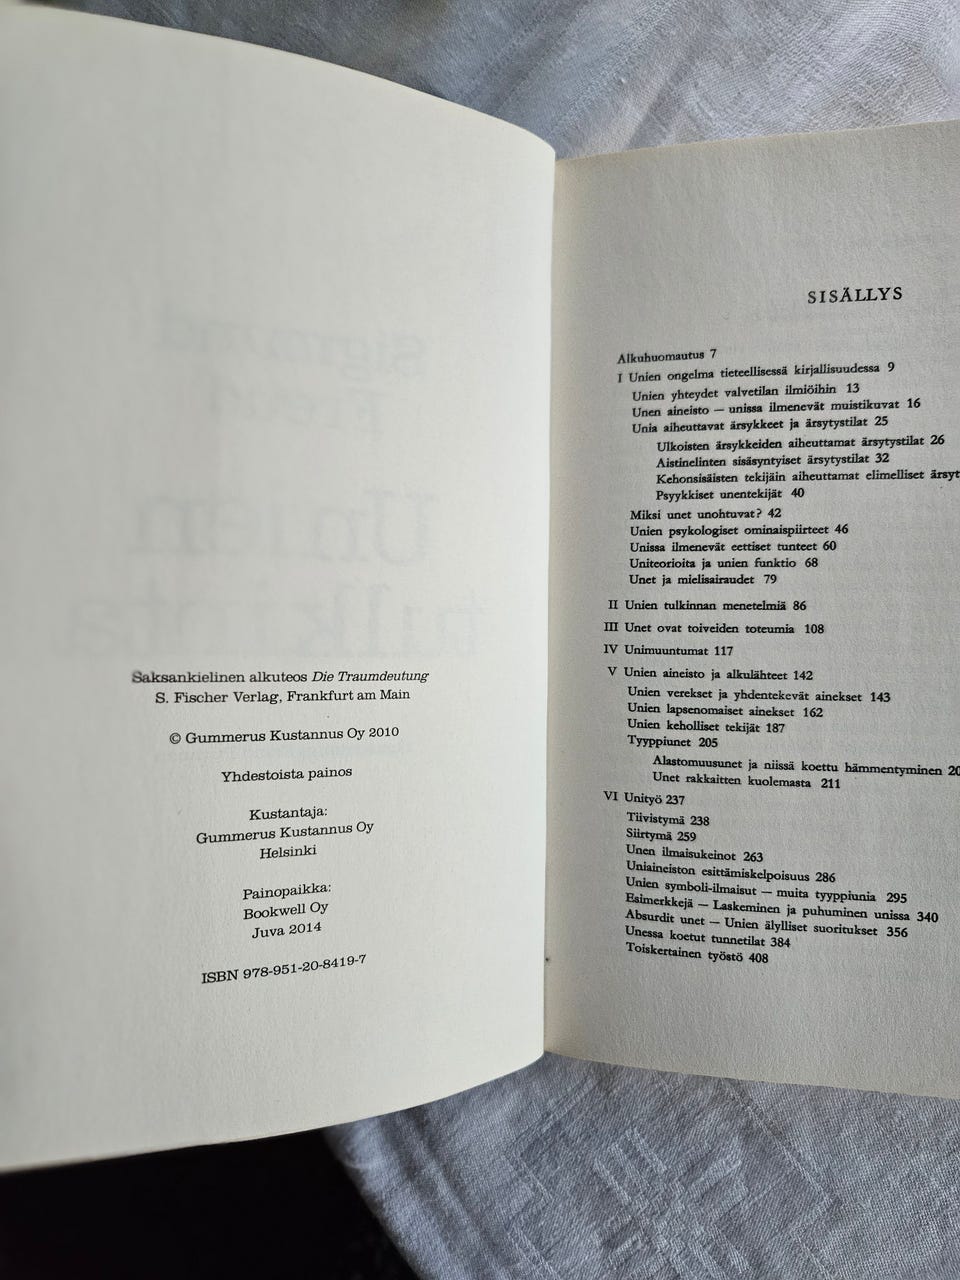 Saksankielinen alkuteos Die Traumdeutung
S. Fischer Verlag, Frankfurt am Main
© Gummerus Kustannus Oy 2010
Yhdestoista painos
Kustantaja:
Gummerus Kustannus Oy
Helsinki
Painopaikka:
Bookwell Oy
Juva 2014
ISBN 978-951-20-8419-7
SISÄLLYS
Alkuhuomautus 7
I Unien ongelma tieteellisessä kirjallisuudessa 9
Unien yhteydet valvetilan ilmiöihin 13
Unen aineisto — unissa ilmenevät muistikuvat 16
Unia aiheuttavat ärsykkeet ja ärsytystilat 25
Ulkoisten ärsykkeiden aiheuttamat ärsytystilat 26
Aistinelinten sisäsyntyiset ärsytystilat 32
Kehonsisäisten tekijäin aiheuttamat elimelliset ärsyt
Psyykkiset unentekijät 40
Miksi unet unohtuvat? 42
Unien psykologiset ominaispiirteet 46
Unissa ilmenevät eettiset tunteet 60
Uniteorioita ja unien funktio 68
Unet ja mielisairaudet 79
II Unien tulkinnan menetelmiä 86
III Unet ovat toiveiden toteumia 108
IV Unimuuntumat 117
V Unien aineisto ja alkulähteet 142
Unien verekset ja yhdentekevät ainekset 143
Unien lapsenomaiset ainekset 162
Unien keholliset tekijät 187
Tyyppiunet 205
Alastomuusunet ja niissä koettu hämmentyminen 20
Unet rakkaitten kuolemasta 211
VI Unityö 237
Tiivistymä 238
Siirtymä 259
Unen ilmaisukeinot 263
Uniaineiston esittämiskelpoisuus 286
Unien symboli-ilmaisut — muita tyyppiunia 295
Esimerkkejä — Laskeminen ja puhuminen unissa 340
Absurdit unet — Unien älylliset suoritukset 356
Unessa koetut tunnetilat 384
Toiskertainen työstö 408